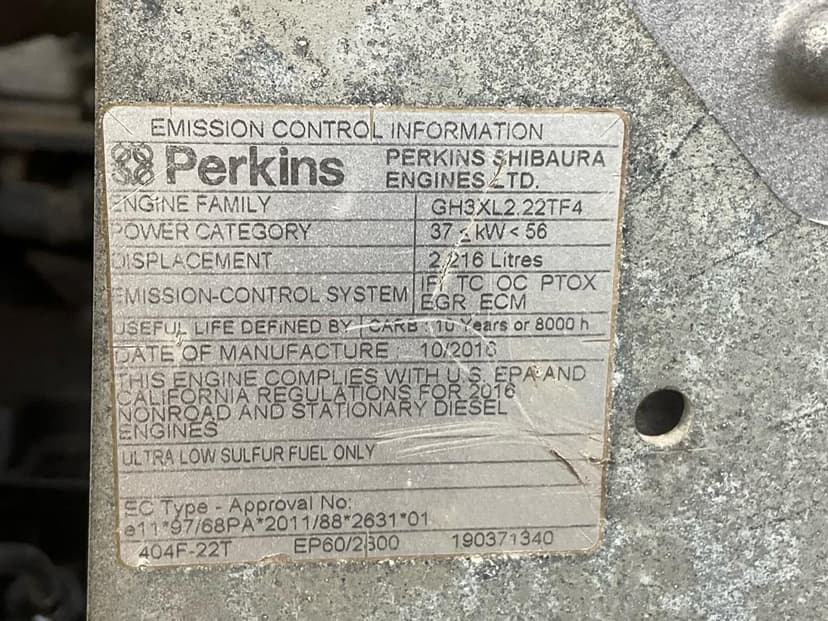 EMISSION CONTROL INFORMATION
Perkins PERKINS SHIBAURA
ENGINES LTD.
ENGINE FAMILY GH3XL2.22TF4
POWER CATEGORY 37 ≤ kW < 56
DISPLACEMENT 2.216 Litres
EMISSION-CONTROL SYSTEM IFI TC OC PTOX
EGR ECM
USEFUL LIFE DEFINED BY CARB : 10 Years or 8000 h
DATE OF MANUFACTURE : 10/2016
THIS ENGINE COMPLIES WITH U.S. EPA AND
CALIFORNIA REGULATIONS FOR 2016
NONROAD AND STATIONARY DIESEL
ENGINES
ULTRA LOW SULFUR FUEL ONLY
EC Type - Approval No:
e11*97/68PA*2011/88*2631*01
404F-22T EP60/2800 190371340